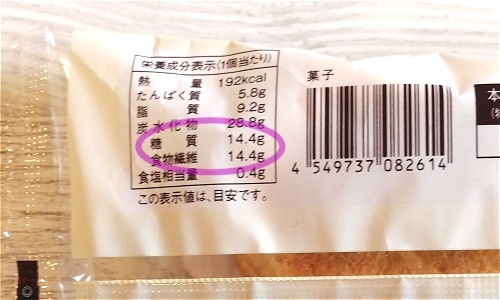 栄養成分表示(1個当たり)
熱量 192kcal
たんぱく質 5.8g
脂質 9.2g
炭水化物 28.8g
糖質 14.4g
食物繊維 14.4g
食塩相当量 0.4g
この表示値は、目安です。
菓子
4 549737 082614
本
(特